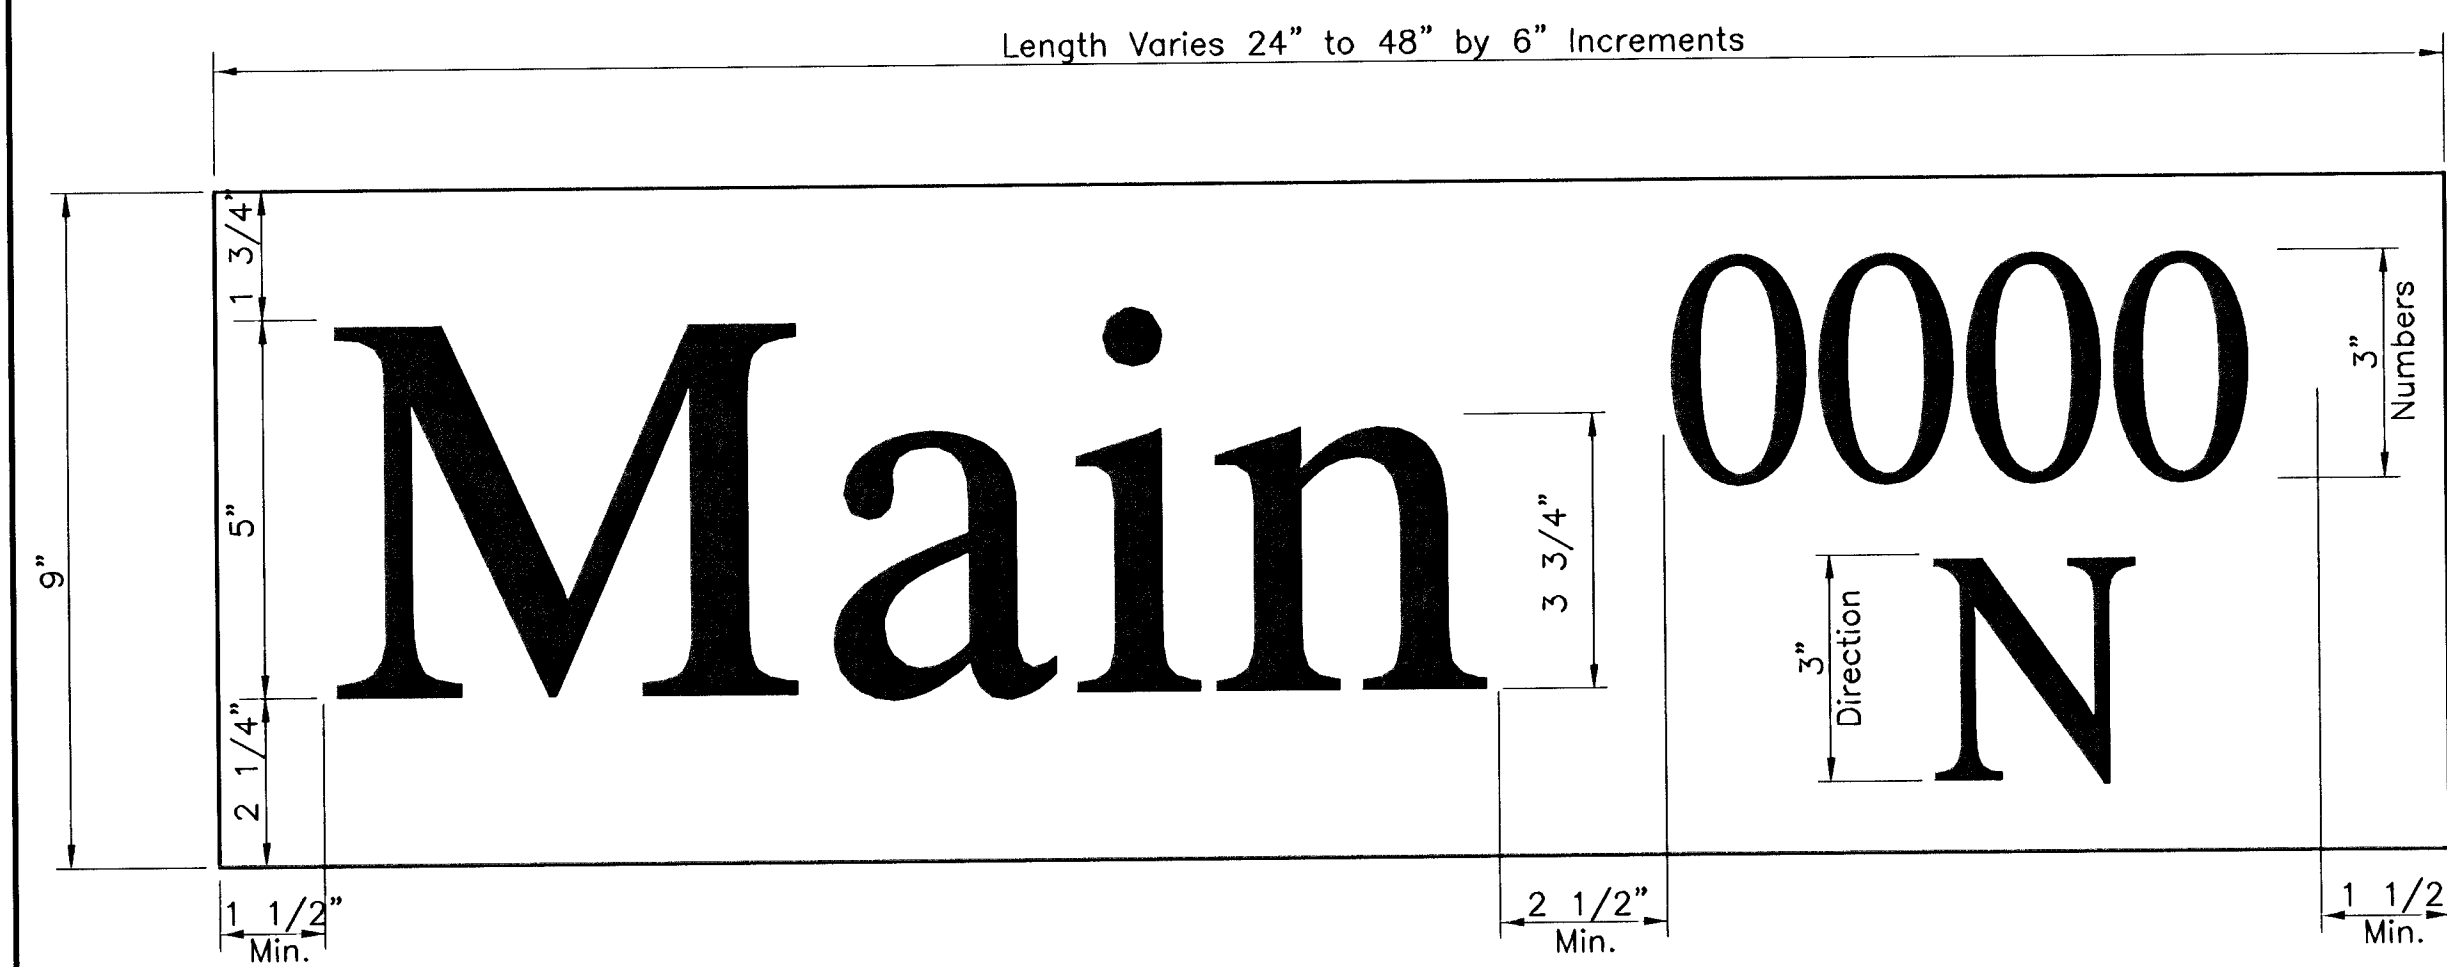 Length Varies 24” to 48” by 6” Increments
9”
1 3/4”
5”
2 1/4”
Main
3 3/4”
0000
3”
Numbers
N
3”
Direction
1 1/2”
Min.
2 1/2”
Min.
1 1/2
Min.